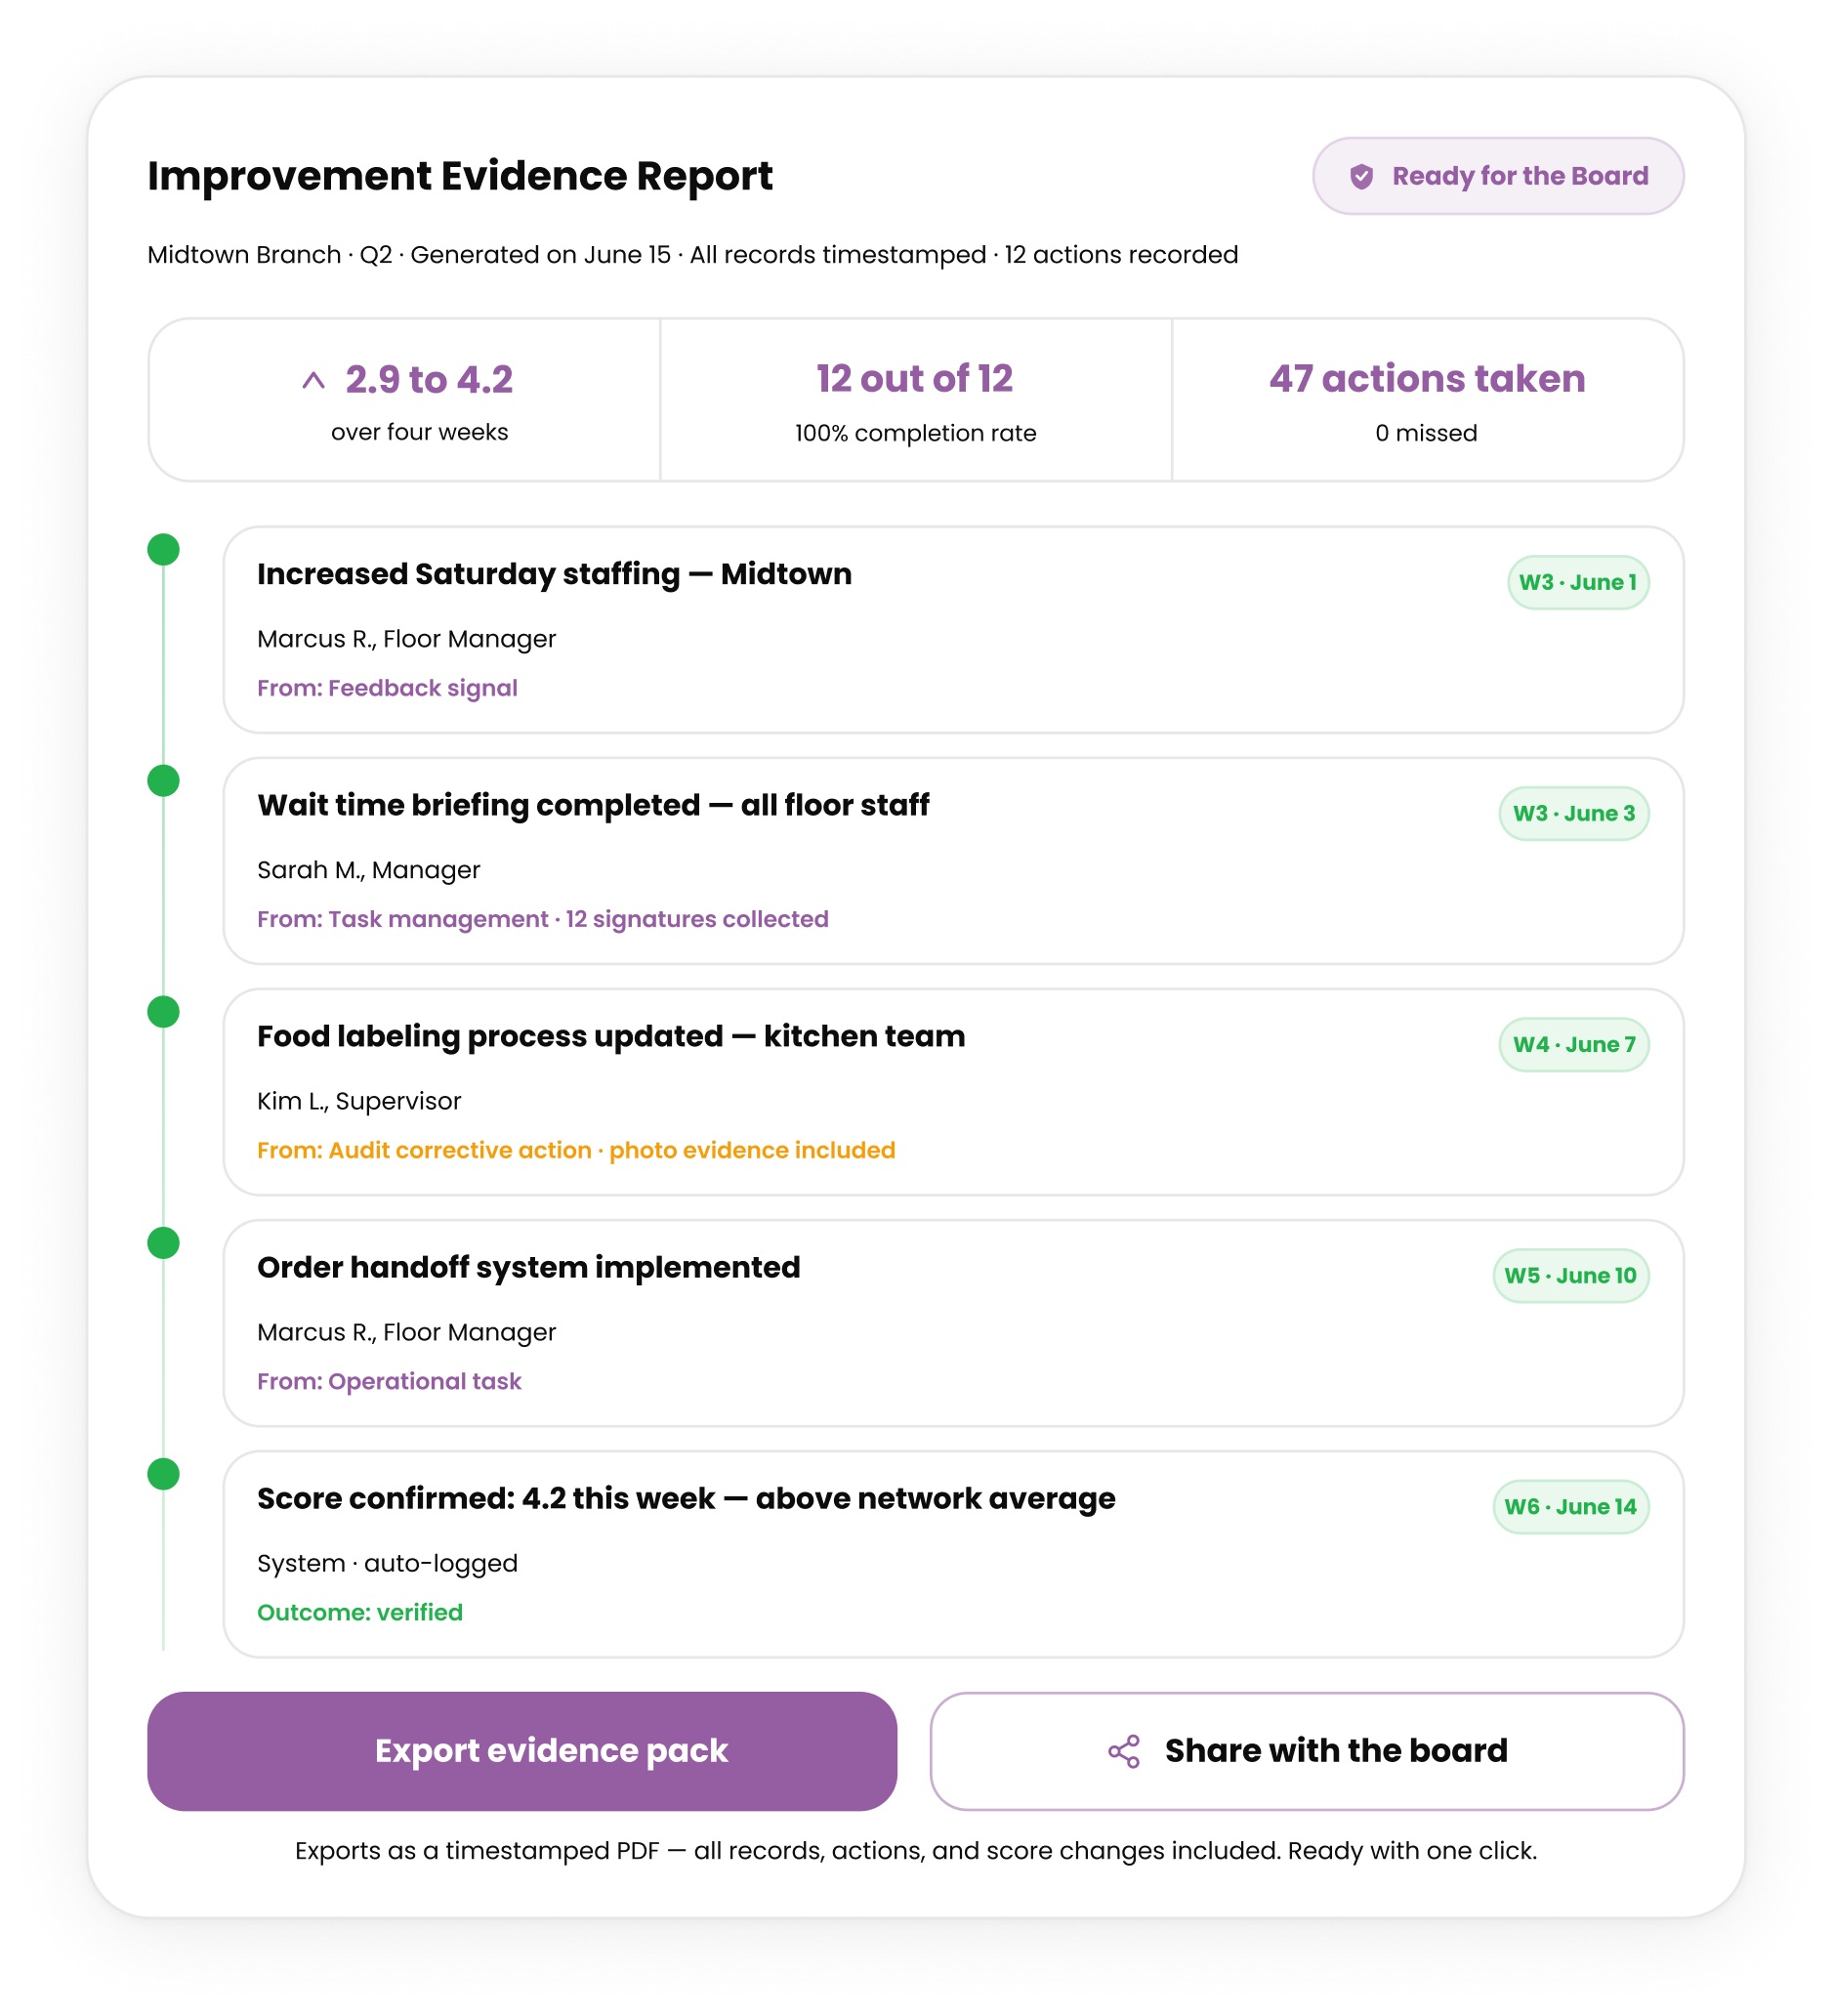 Improvement Evidence Report
Ready for the Board
Midtown Branch · Q2 · Generated on June 15 · All records timestamped · 12 actions recorded
2.9 to 4.2
over four weeks
12 out of 12
100% completion rate
47 actions taken
0 missed
Increased Saturday staffing — Midtown
W3 · June 1
Marcus R., Floor Manager
From: Feedback signal
Wait time briefing completed — all floor staff
W3 · June 3
Sarah M., Manager
From: Task management · 12 signatures collected
Food labeling process updated — kitchen team
W4 · June 7
Kim L., Supervisor
From: Audit corrective action · photo evidence included
Order handoff system implemented
W5 · June 10
Marcus R., Floor Manager
From: Operational task
Score confirmed: 4.2 this week — above network average
W6 · June 14
System · auto-logged
Outcome: verified
Export evidence pack
Share with the board
Exports as a timestamped PDF — all records, actions, and score changes included. Ready with one click.